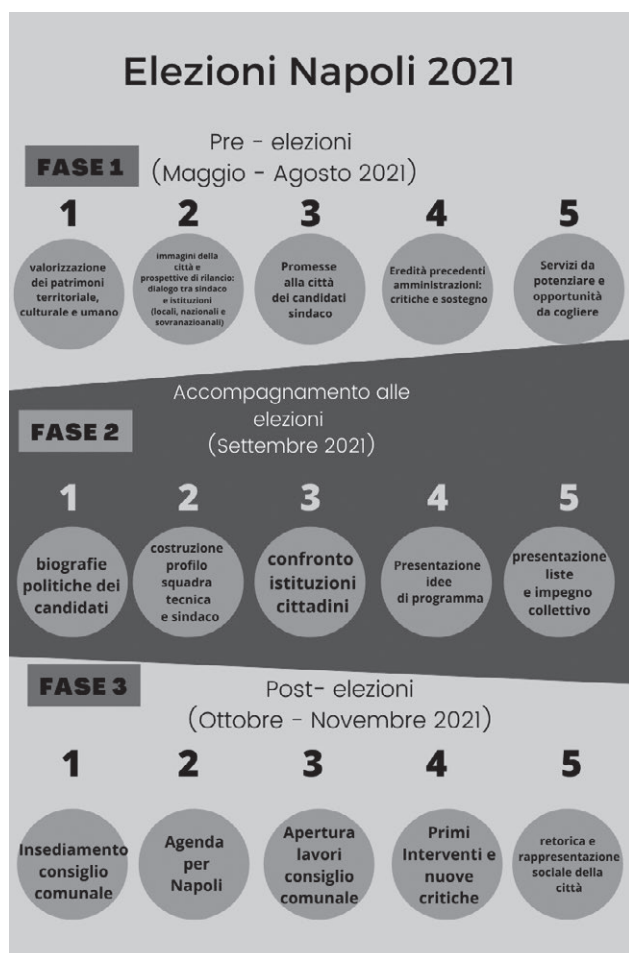 Elezioni Napoli 2021
FASE 1
Pre - elezioni
(Maggio - Agosto 2021)
1
2
3
4
5
valorizzazione
dei patrimoni
territoriale,
culturale e umano
immagini della
città e
prospettive di rilancio:
dialogo tra sindaco
e istituzioni
(locali, nazionali e
sovranazioanali)
Promesse
alla città
dei candidati
sindaco
Eredità precedenti
amministrazioni:
critiche e sostegno
Servizi da
potenziare e
opportunità
da cogliere
FASE 2
Accompagnamento alle
elezioni
(Settembre 2021)
1
2
3
4
5
biografie
politiche dei
candidati
costruzione
profilo
squadra
tecnica
e sindaco
confronto
istituzioni
cittadini
Presentazione
idee
di programma
presentazione
liste
e impegno
collettivo
FASE 3
Post- elezioni
(Ottobre - Novembre 2021)
1
2
3
4
5
Insediamento
consiglio
comunale
Agenda
per
Napoli
Apertura
lavori
consiglio
comunale
Primi
Interventi e
nuove
critiche
retorica e
rappresentazione
sociale della
città